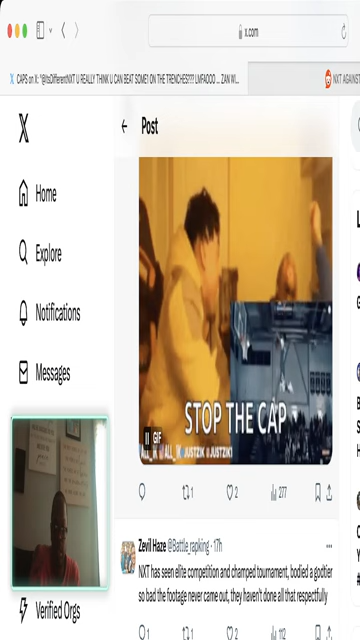 x.com
CAPS on X: "@ItsDifferentNXT U REALLY THINK U CAN BEAT SOME1 ON THE TRENCHES??? LMFAOOO ... ZAN WI...
NXT AGAINST
Post
Home
Explore
Notifications
Messages
Verified Orgs
STOP THE CAP
GIF
1
2
277
Zevil Haze @Battle_rapking · 17h
NXT has seen elite competition and champed tournament, bodied a godtier
so bad the footage never came out, they haven't done all that respectfully
1
1
2
112